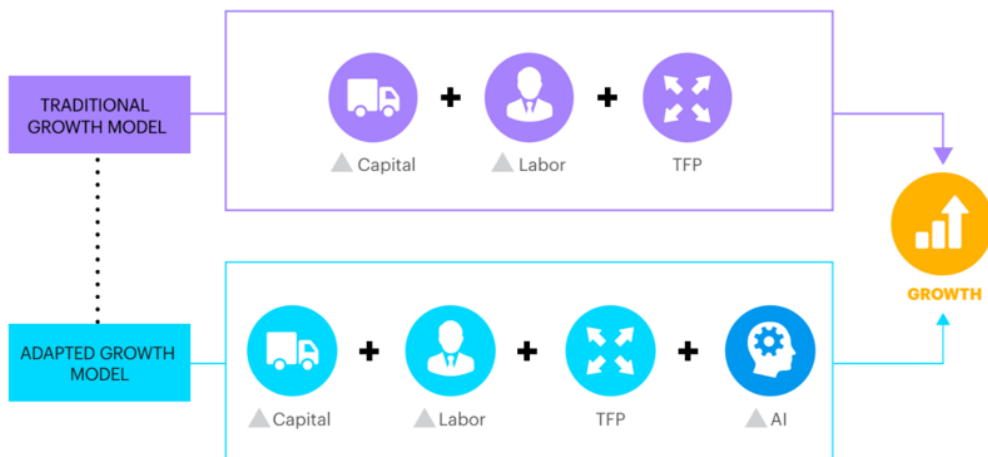 TRADITIONAL
GROWTH MODEL
Capital
Labor
TFP
GROWTH
ADAPTED GROWTH
MODEL
Capital
Labor
TFP
AI